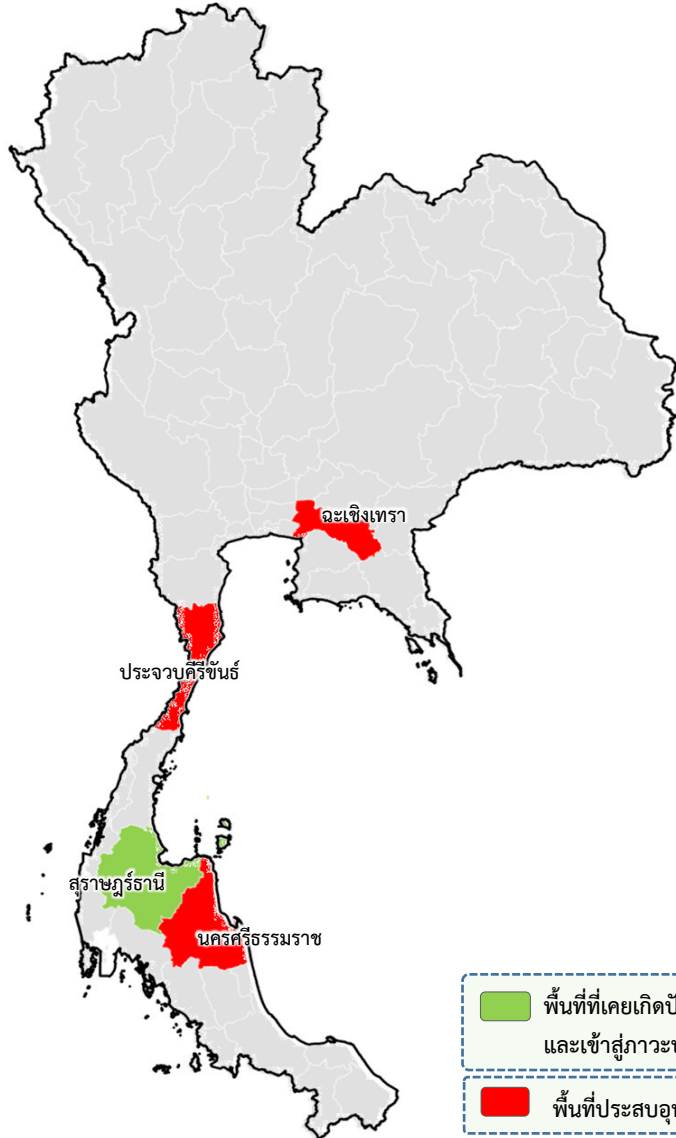 ฉะเชิงเทรา
ประจวบคีรีขันธ์
สุราษฎร์ธานี
นครศรีธรรมราช
พื้นที่ที่เคยเกิด
และเข้าสู่ภาวะ
พื้นที่ประสบ